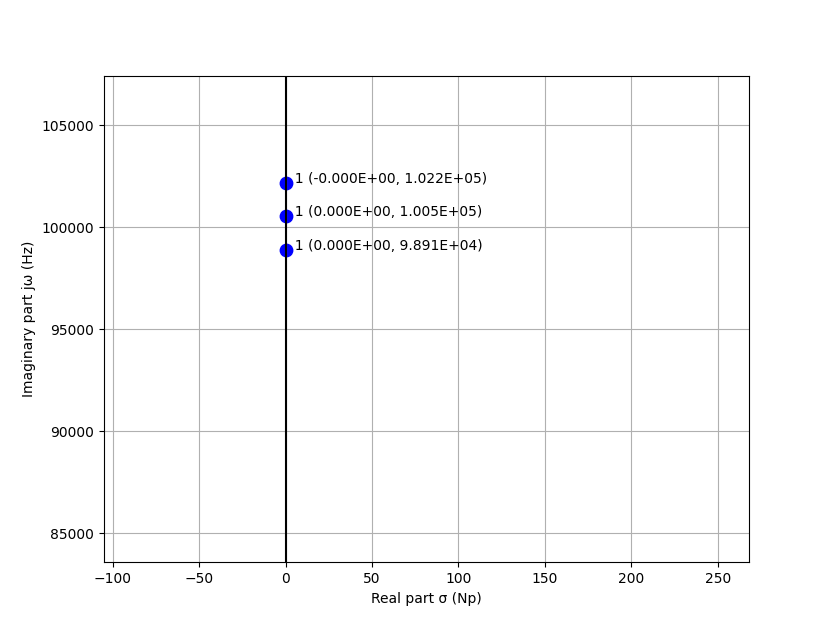 105000
1 (-0.000E+00, 1.022E+05)
1 (0.000E+00, 1.005E+05)
100000
1 (0.000E+00, 9.891E+04)
95000
90000
85000
Imaginary part jω (Hz)
−100 −50 0 50 100 150 200 250
Real part σ (Np)